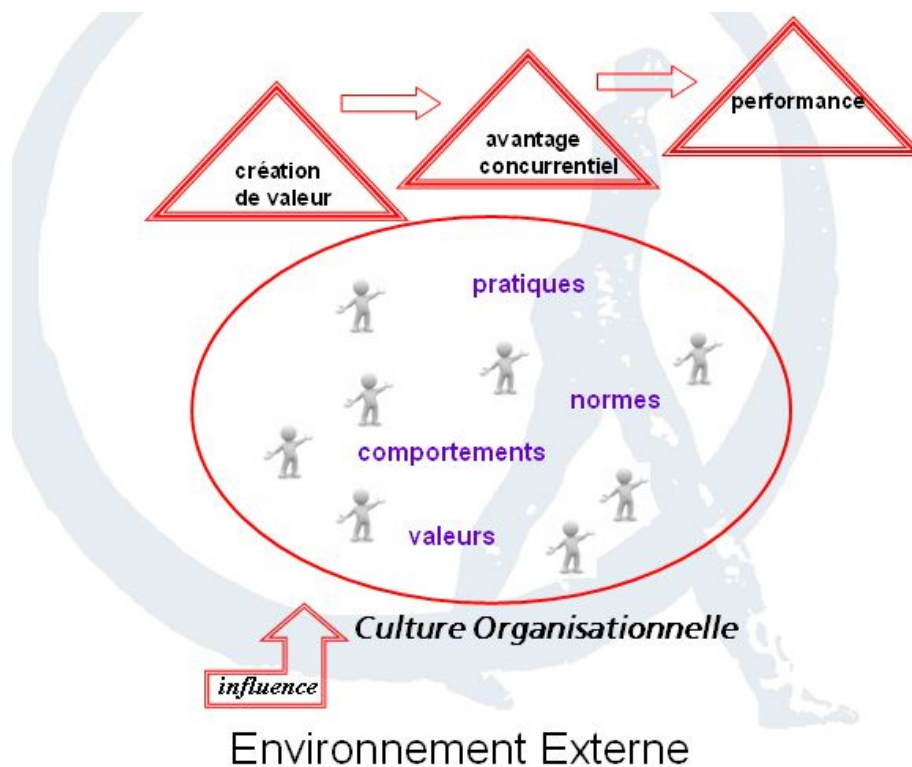 performance
avantage
concurrentiel
création
de valeur
pratiques
normes
comportements
valeurs
Culture Organisationnelle
influence
Environnement Externe